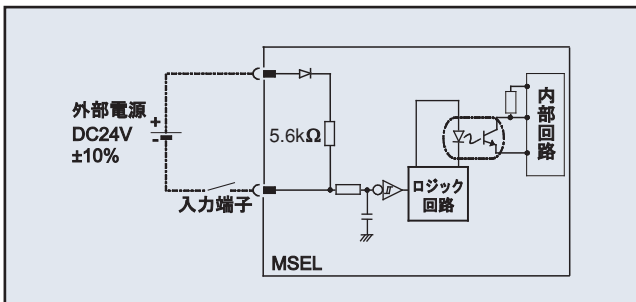 外部電源
DC24V
±10%
+
-
5.6kΩ
入力端子
ロジック
回路
内部回路
MSEL